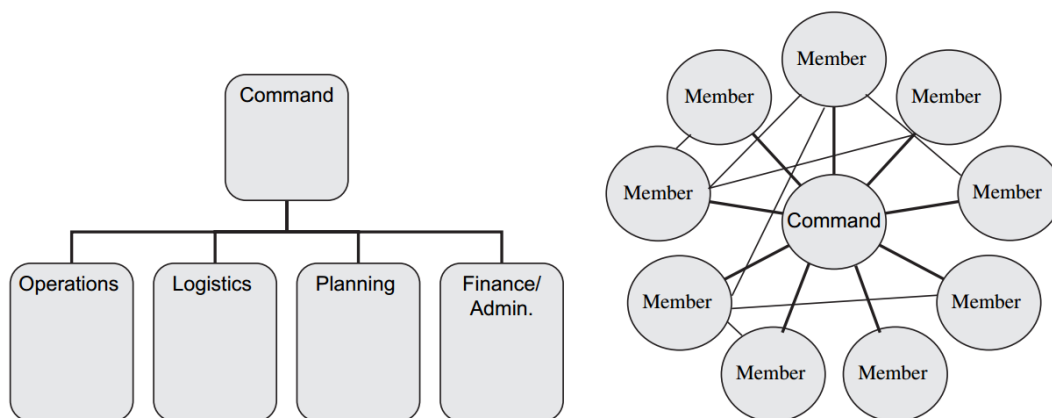 Command
Operations
Logistics
Planning
Finance/
Admin.
Member
Member
Member
Member
Member
Command
Member
Member
Member
Member